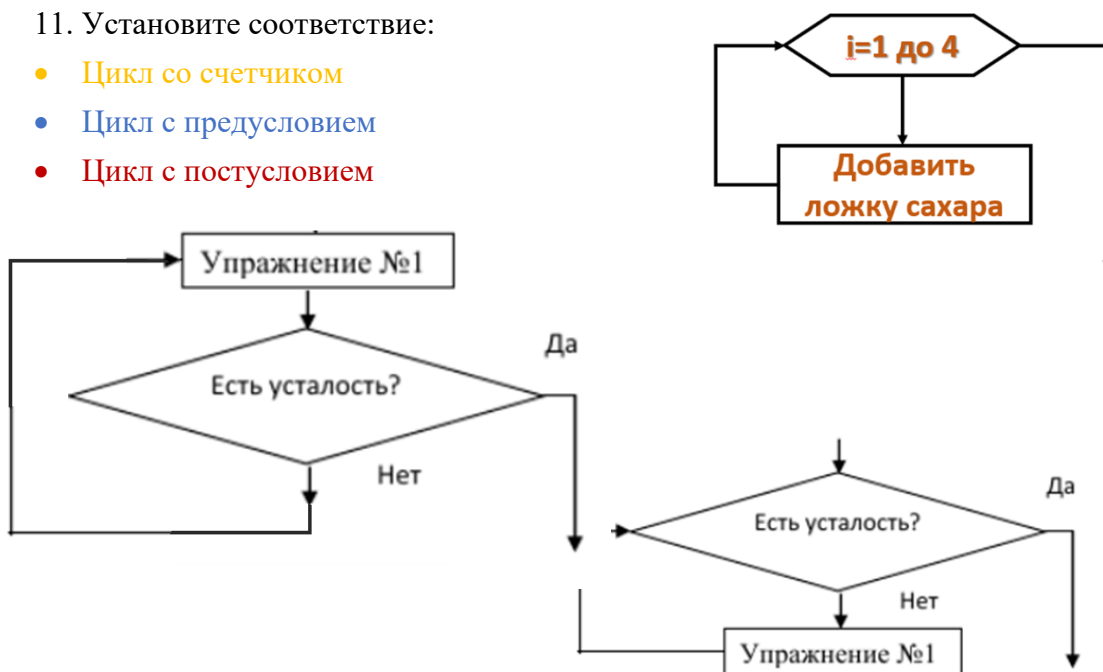 11. Установите соответствие:
Цикл со счетчиком
Цикл с предусловием
Цикл с постусловием
i=1 до 4
Добавить
ложку сахара
Упражнение №1
Есть усталость?
Да
Нет
Есть усталость?
Да
Нет
Упражнение №1